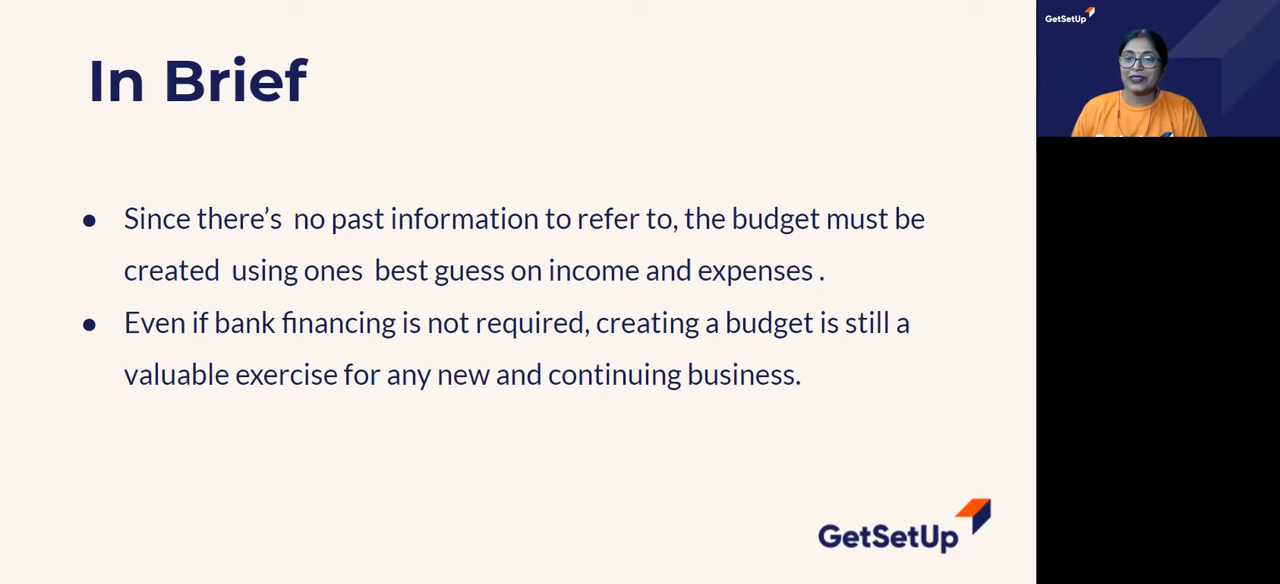 In Brief
● Since there’s  no past information to refer to, the budget must be
created  using ones  best guess on income and expenses .
● Even if bank financing is not required, creating a budget is still a
valuable exercise for any new and continuing business.
GetSetUp
GetSetUp